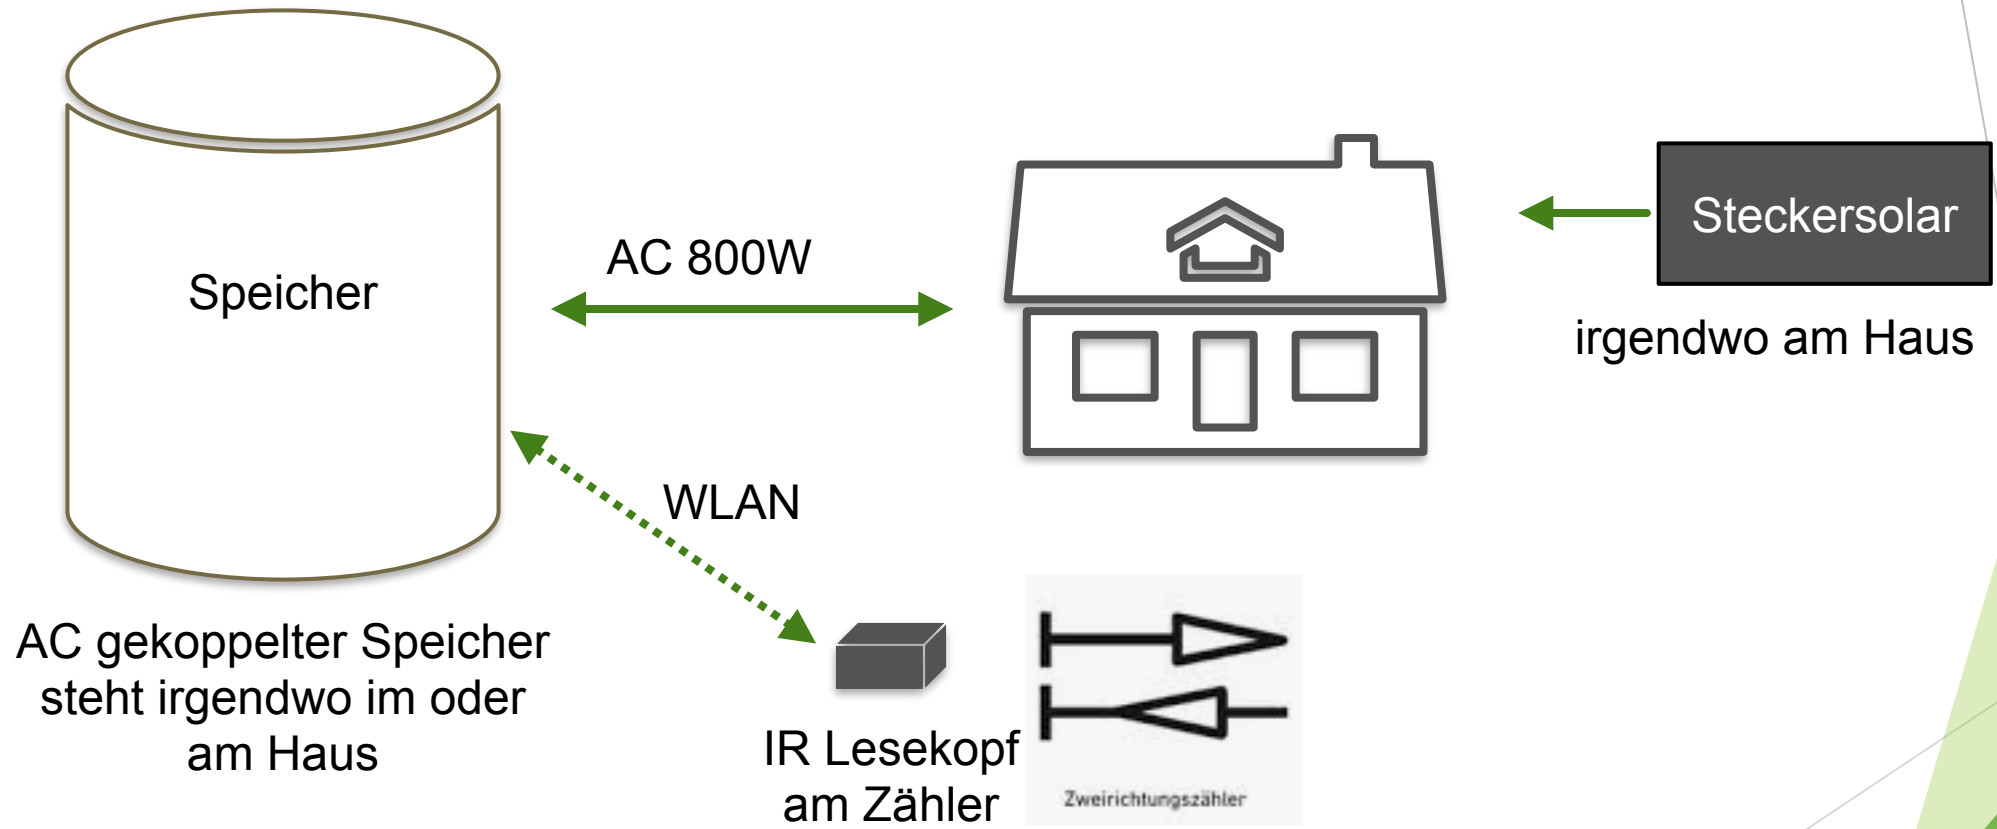 Speicher
AC 800W
Steckersolar
irgendwo am Haus
WLAN
AC gekoppelter Speicher
steht irgendwo im oder
am Haus
IR Lesekopf
am Zähler
Zweirichtungszähler